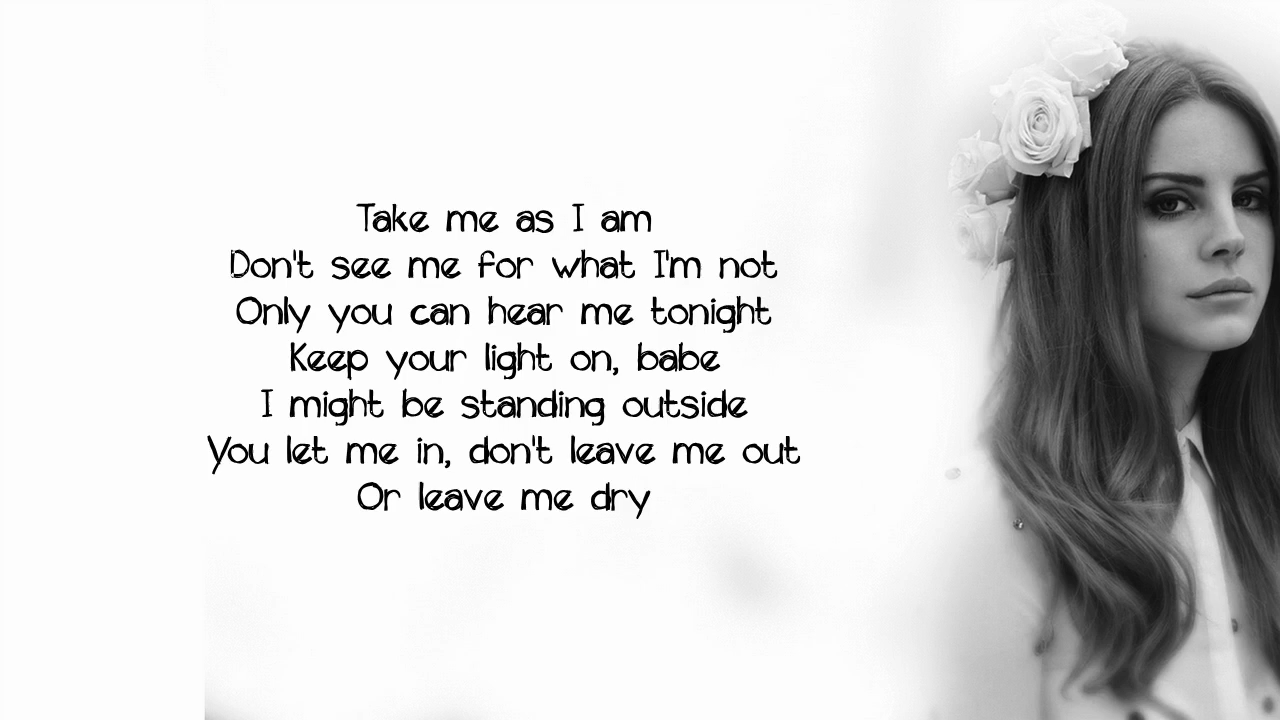 Take me as I am
Don't see me for what I'm not
Only you can hear me tonight
Keep your light on, babe
I might be standing outside
You let me in, don't leave me out
Or leave me dry